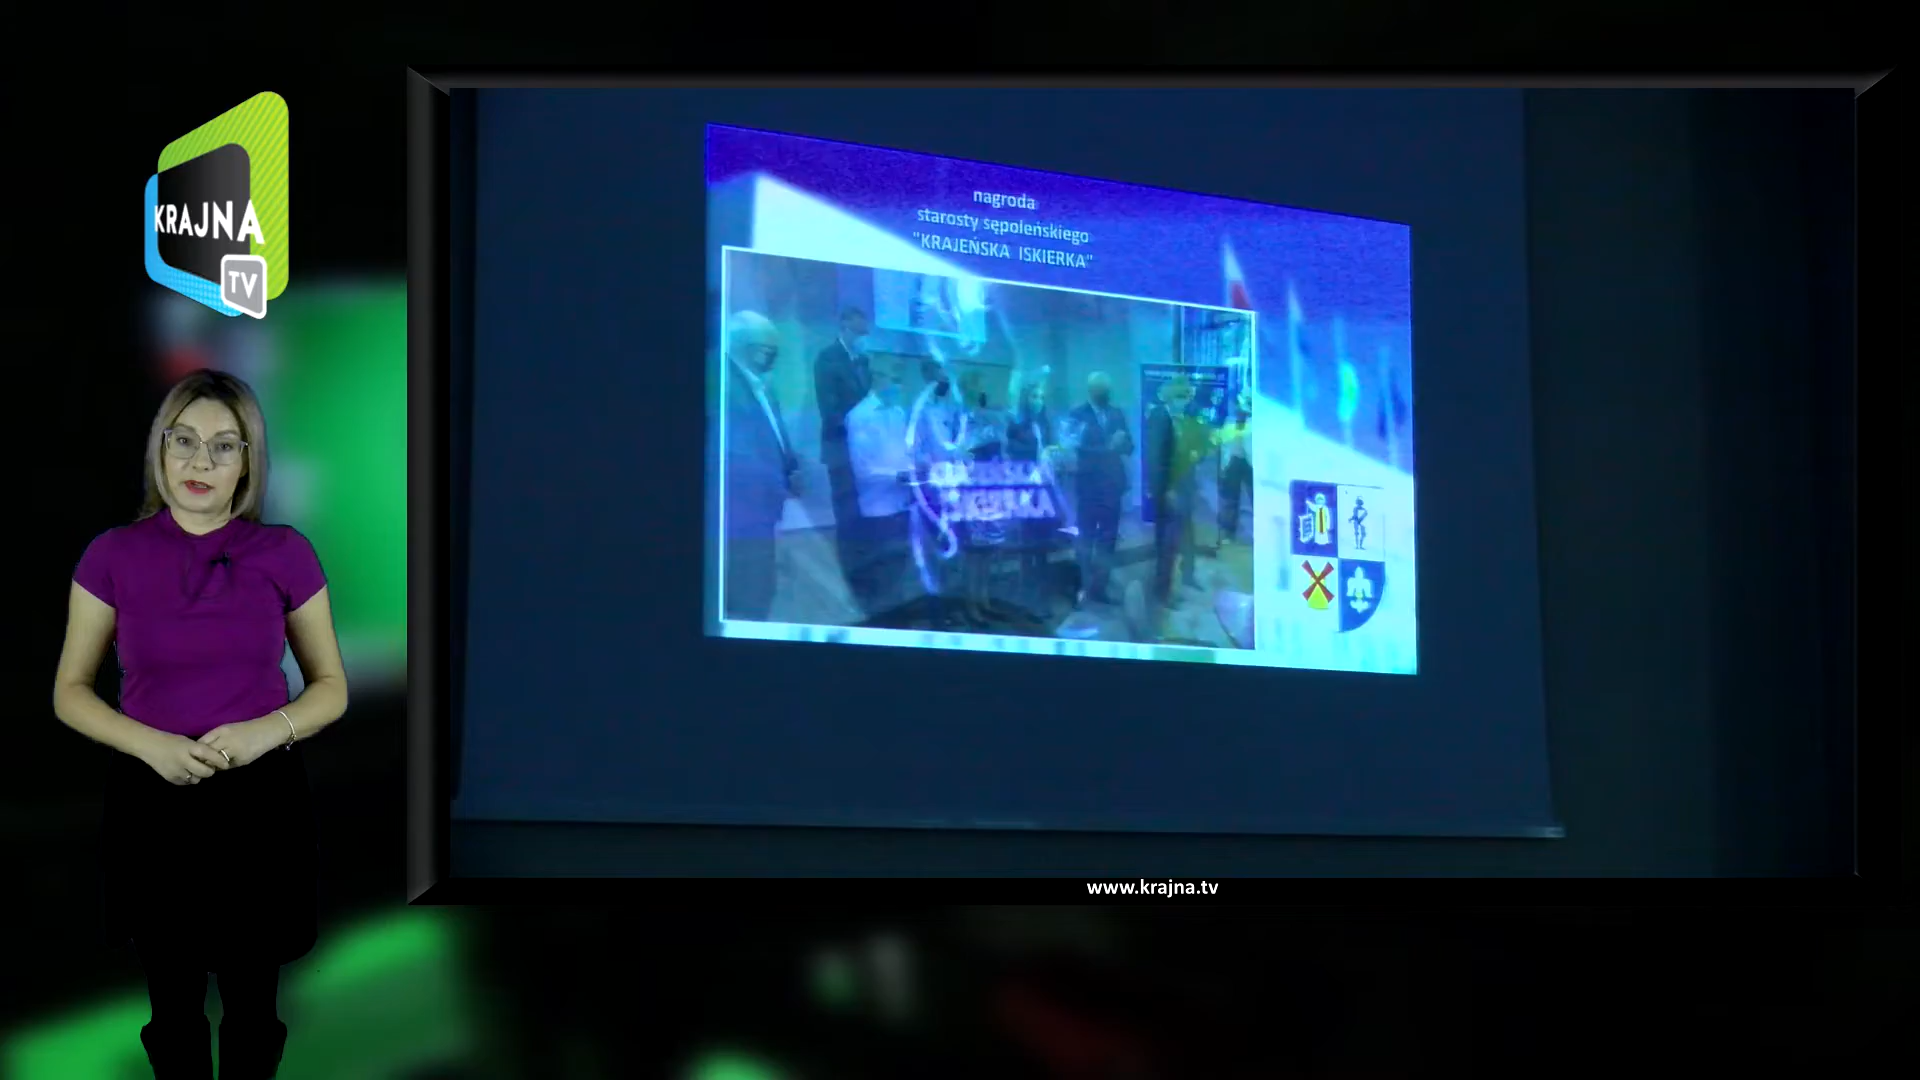 KRAJNA
TV
nagroda
starosty sępoleńskiego
"KRAJEŃSKA ISKIERKA"
ISKIERKA
www.krajna.tv